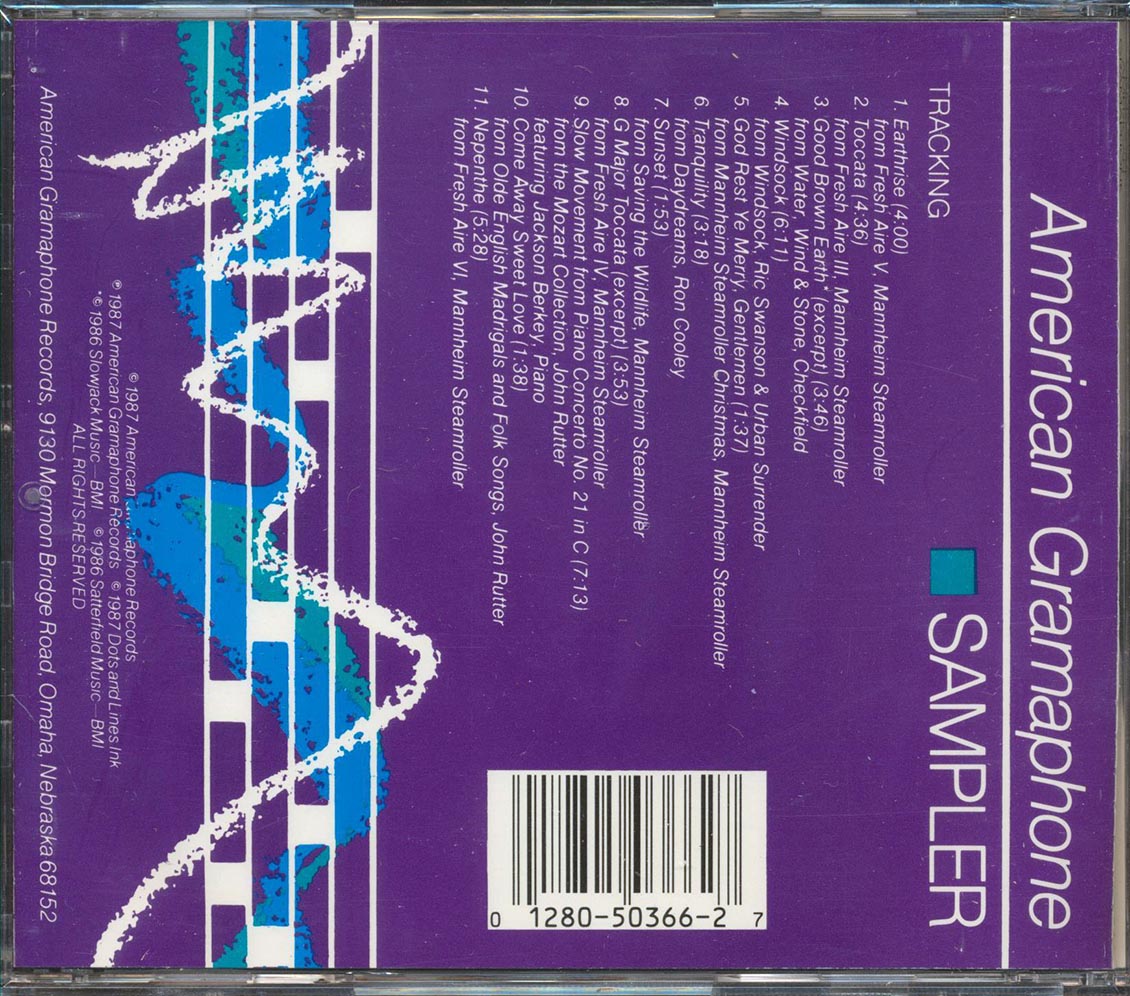 American Gramaphone
SAMPLER
TRACKING
1. Earthrise (4:00)
from Fresh Aire V. Mannheim Steamroller
2. Toccata (4:36)
from Fresh Aire III, Mannheim Steamroller
3. Good Brown Earth* (excerpt) (3:46)
from Water, Wind & Stone, Checkfield
4. Windsock (6:11)
from Windsock, Ric Swanson & Urban Surrender
5. God Rest Ye Merry, Gentlemen (1:37)
from Mannheim Steamroller Christmas, Mannheim Steamroller
6. Tranquility (3:18)
from Daydreams, Ron Cooley
7. Sunset (1:53)
from Saving the Wildlife, Mannheim Steamroller
8. G Major Toccata (excerpt) (3:53)
from Fresh Aire IV, Mannheim Steamroller
9. Slow Movement from Piano Concerto No. 21 in C (7:13)
from the Mozart Collection, John Rutter
featuring Jackson Berkey, Piano
10. Come Away Sweet Love (1:38)
from Olde English Madrigals and Folk Songs, John Rutter
11. Nepenthe (5:28)
from Fresh Aire VI. Mannheim Steamroller
0 1280-50366-2 7
© 1987 American Gramaphone Records
℗ 1987 American Gramaphone Records © 1987 Dots and Lines Ink
*© 1986 Slowjack Music—BMI © 1986 Satterfield Music—BMI
ALL RIGHTS RESERVED
American Gramaphone Records, 9130 Mormon Bridge Road, Omaha, Nebraska 68152